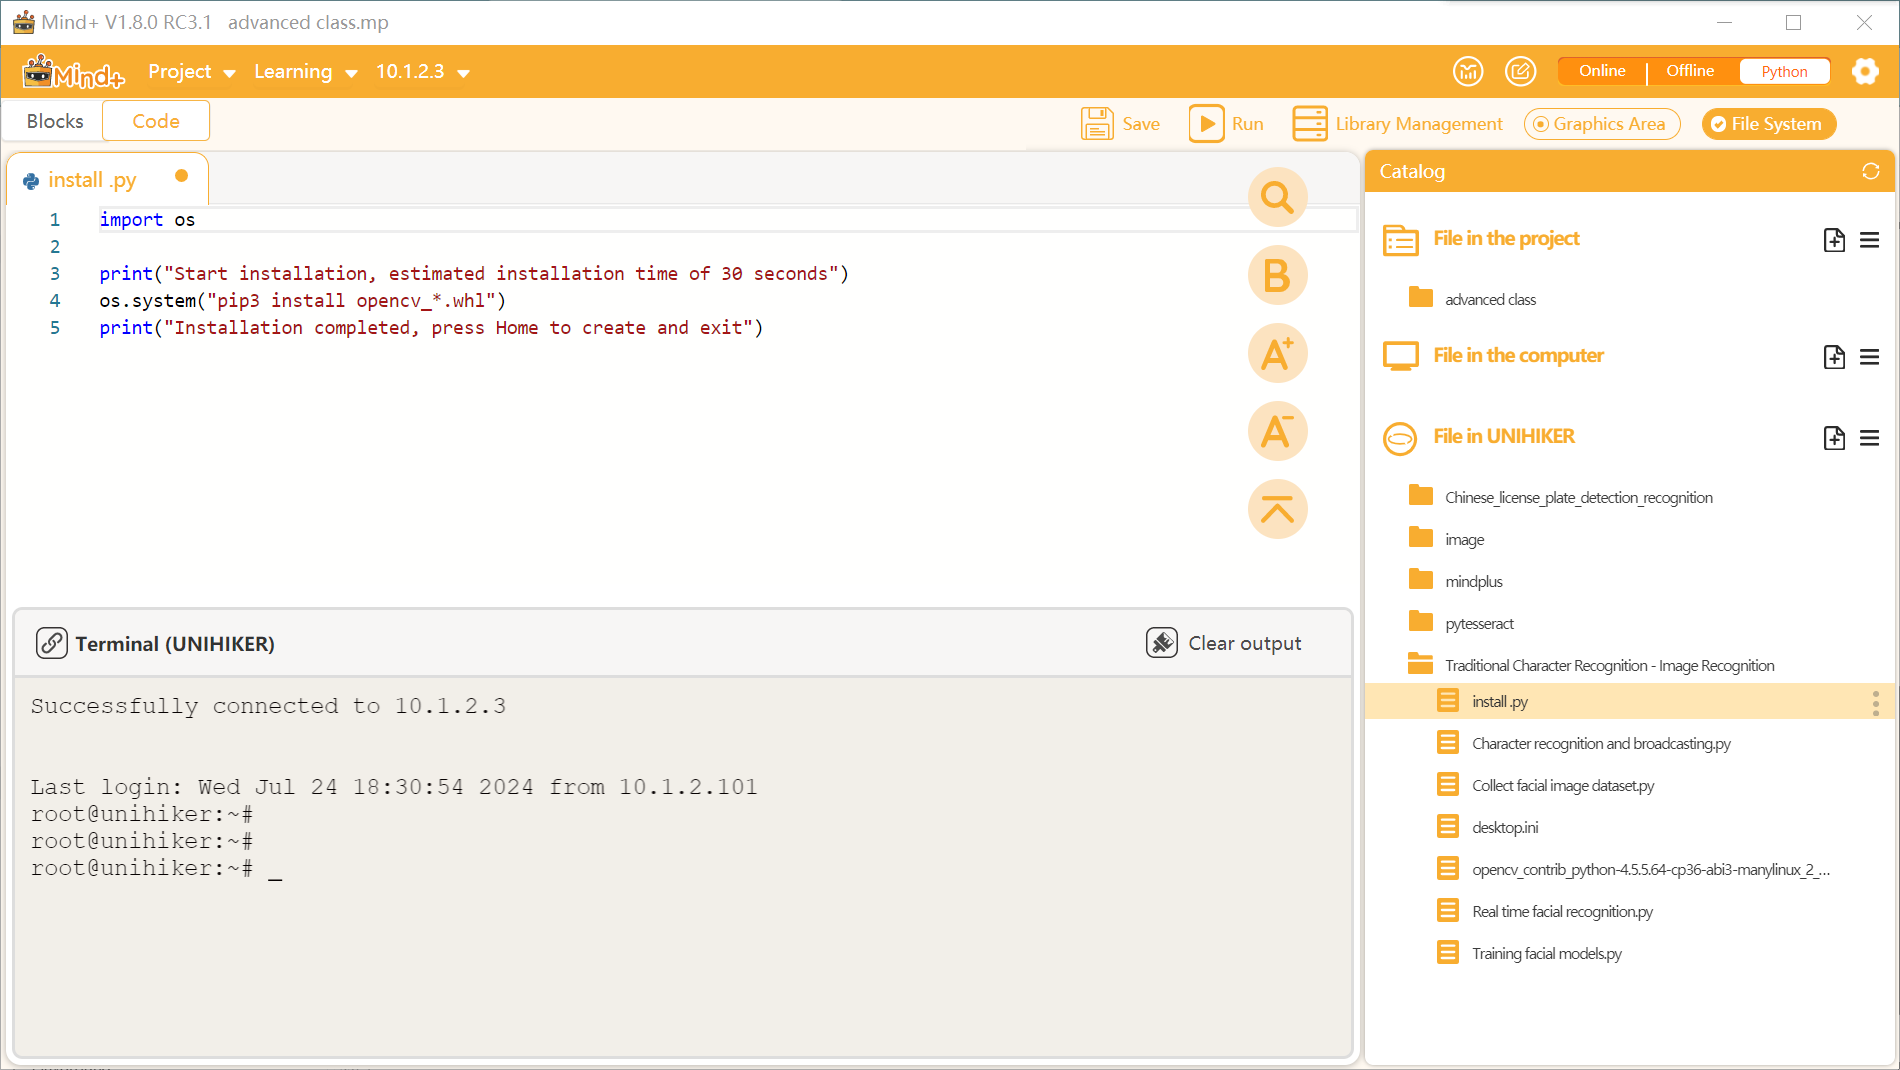 Mind+ V1.8.0 RC3.1 advanced class.mp
Mind+ Project Learning 10.1.2.3 Online Offline Python
Blocks Code Save Run Library Management Graphics Area File System
install .py
1 import os
2
3 print("Start installation, estimated installation time of 30 seconds")
4 os.system("pip3 install opencv_*.whl")
5 print("Installation completed, press Home to create and exit")
B
A+
A-
Terminal (UNIHIKER) Clear output
Successfully connected to 10.1.2.3
Last login: Wed Jul 24 18:30:54 2024 from 10.1.2.101
root@unihiker:~#
root@unihiker:~#
root@unihiker:~# _
Catalog
File in the project
advanced class
File in the computer
File in UNIHIKER
Chinese_license_plate_detection_recognition
image
mindplus
pytesseract
Traditional Character Recognition - Image Recognition
install .py
Character recognition and broadcasting.py
Collect facial image dataset.py
desktop.ini
opencv_contrib_python-4.5.5.64-cp36-abi3-manylinux_2_...
Real time facial recognition.py
Training facial models.py